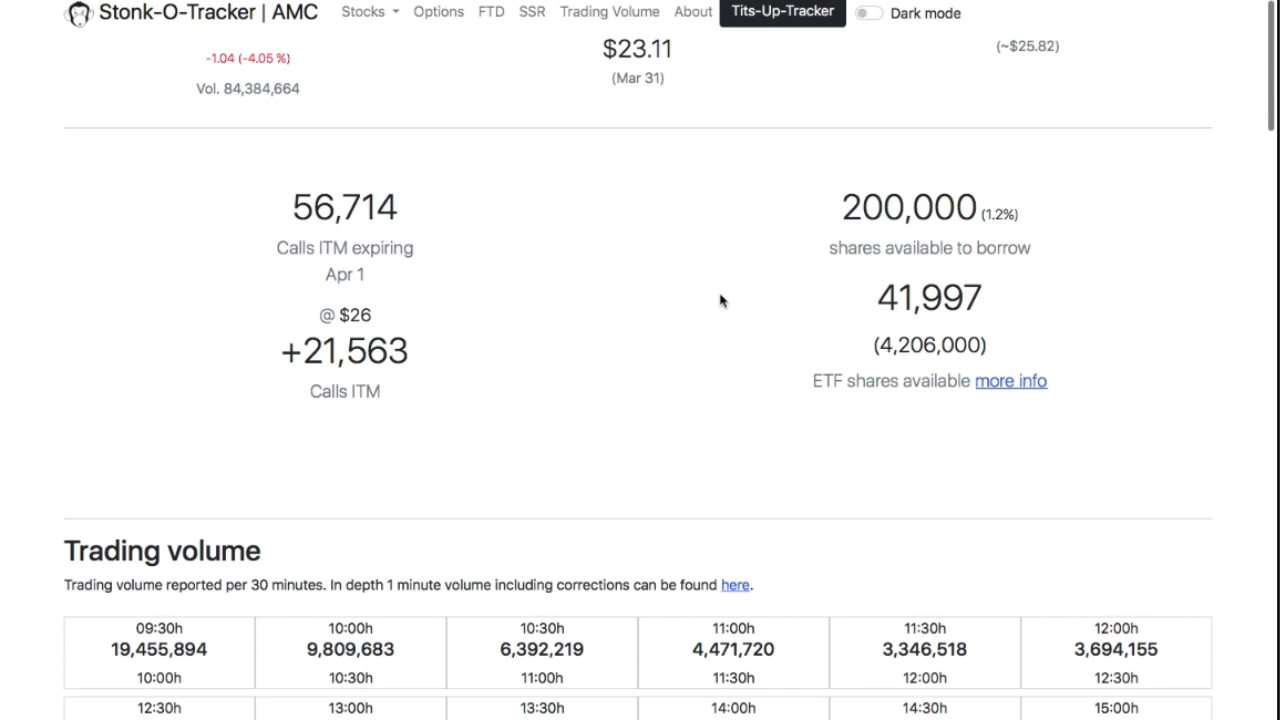 Stonk-O-Tracker | AMC Stocks Options FTD SSR Trading Volume About Tits-Up-Tracker Dark mode
-1.04 (-4.05 %)
Vol. 84,384,664
$23.11
(Mar 31)
(~$25.82)
56,714
Calls ITM expiring
Apr 1
@ $26
+21,563
Calls ITM
200,000 (1.2%)
shares available to borrow
41,997
(4,206,000)
ETF shares available more info
Trading volume
Trading volume reported per 30 minutes. In depth 1 minute volume including corrections can be found here.
09:30h 10:00h 10:30h 11:00h 11:30h 12:00h
19,455,894 9,809,683 6,392,219 4,471,720 3,346,518 3,694,155
10:00h 10:30h 11:00h 11:30h 12:00h 12:30h
12:30h 13:00h 13:30h 14:00h 14:30h 15:00h